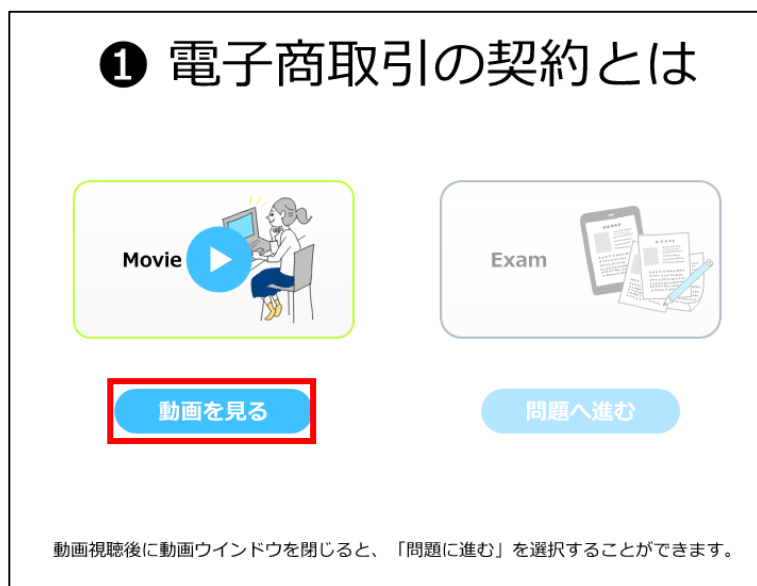 ❶ 電子商取引の契約とは
Movie
Exam
動画を見る
問題へ進む
動画視聴後に動画ウインドウを閉じると、「問題に進む」を選択することができます。